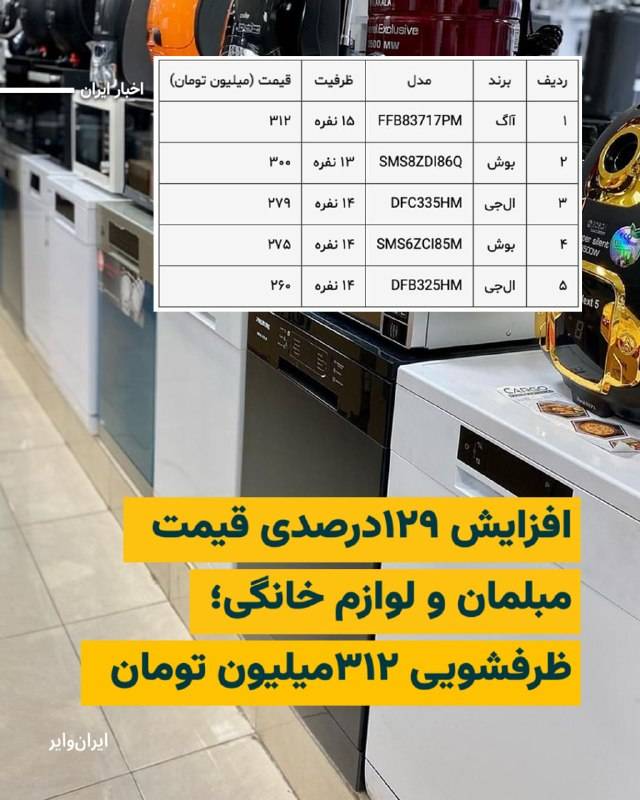 Exclusive
اخبار ایران
ردیف برند مدل ظرفیت قیمت (میلیون تومان)
۱ آاگ FFB83717PM ۱۵ نفره ۳۱۲
۲ بوش SMS8ZDI86Q ۱۳ نفره ۳۰۰
۳ ال‌جی DFC335HM ۱۴ نفره ۲۷۹
۴ بوش SMS6ZCI85M ۱۴ نفره ۲۷۵
۵ ال‌جی DFB325HM ۱۴ نفره ۲۶۰
افزایش ۱۲۹درصدی قیمت
مبلمان و لوازم خانگی؛
ظرفشویی ۳۱۲میلیون تومان
ایران‌وایر